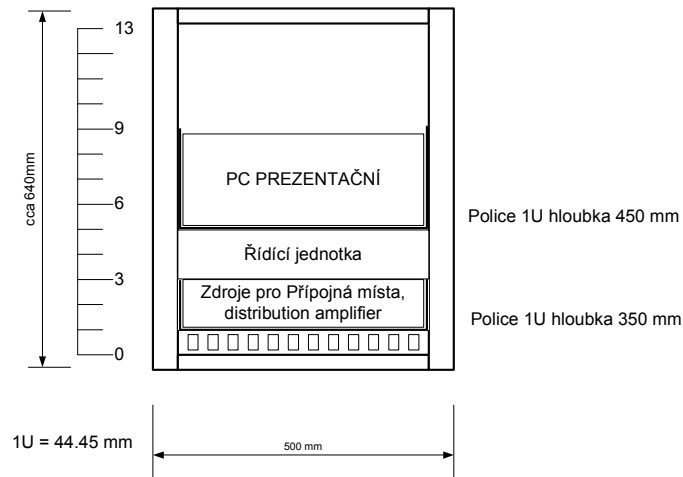 13
9
6
3
0
cca 640mm
PC PREZENTAČNÍ
Police 1U hloubka 450 mm
Řídící jednotka
Zdroje pro Přípojná místa,
distribution amplifier
Police 1U hloubka 350 mm
1U = 44.45 mm
500 mm